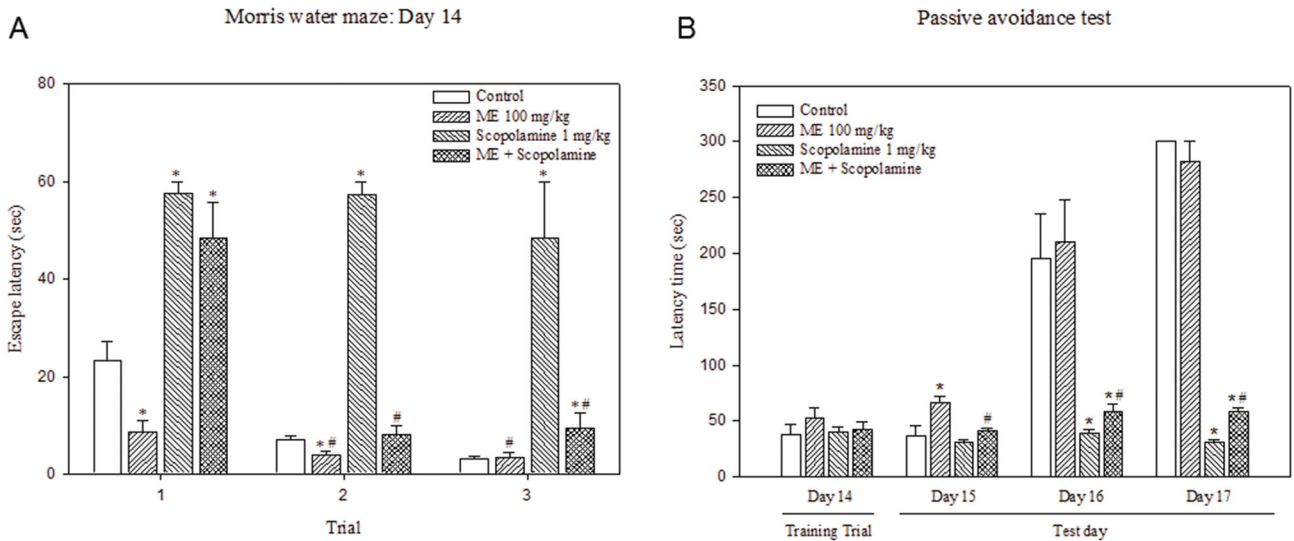 A
Morris water maze: Day 14
Control
ME 100 mg/kg
Scopolamine 1 mg/kg
ME + Scopolamine
Escape latency (sec)
80
60
40
20
0
*
*
*
*#
*
#
#
*
*#
1
2
3
Trial
B
Passive avoidance test
Control
ME 100 mg/kg
Scopolamine 1 mg/kg
ME + Scopolamine
Latency time (sec)
350
300
250
200
150
100
50
0
*
#
*
*#
*
*#
Day 14
Day 15
Day 16
Day 17
Training Trial
Test day